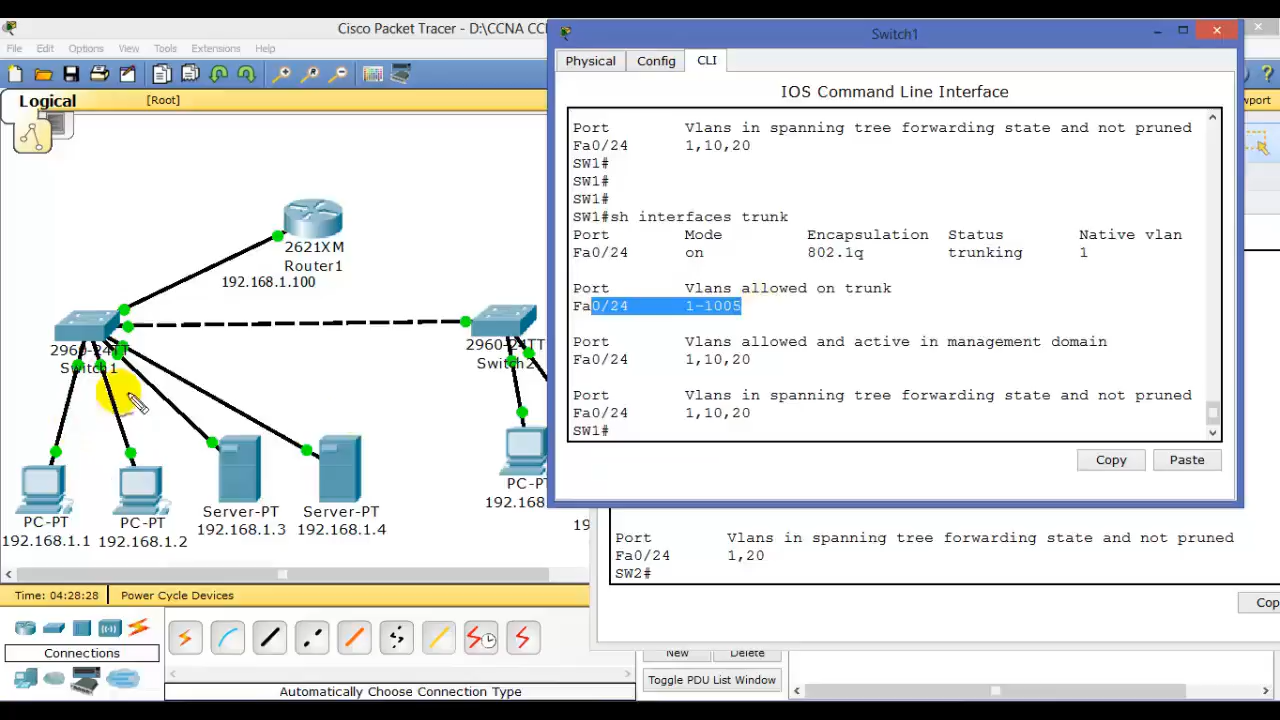 Cisco Packet Tracer - D:\CCNA CC
File Edit Options View Tools Extensions Help
Logical
[Root]
2621XM
Router1
192.168.1.100
2960-24TT
Switch1
2960-24TT
Switch2
PC-PT
192.168.1.1
PC-PT
192.168.1.2
Server-PT
192.168.1.3
Server-PT
192.168.1.4
PC-PT
Time: 04:28:28
Power Cycle Devices
Connections
Automatically Choose Connection Type
Switch1
Physical Config CLI
IOS Command Line Interface
Port Vlans in spanning tree forwarding state and not pruned
Fa0/24 1,10,20
SW1#
SW1#
SW1#
SW1#sh interfaces trunk
Port Mode Encapsulation Status Native vlan
Fa0/24 on 802.1q trunking 1
Port Vlans allowed on trunk
Fa0/24 1-1005
Port Vlans allowed and active in management domain
Fa0/24 1,10,20
Port Vlans in spanning tree forwarding state and not pruned
Fa0/24 1,10,20
SW1#
Copy Paste
Port Vlans in spanning tree forwarding state and not pruned
Fa0/24 1,20
SW2#
New Delete
Toggle PDU List Window